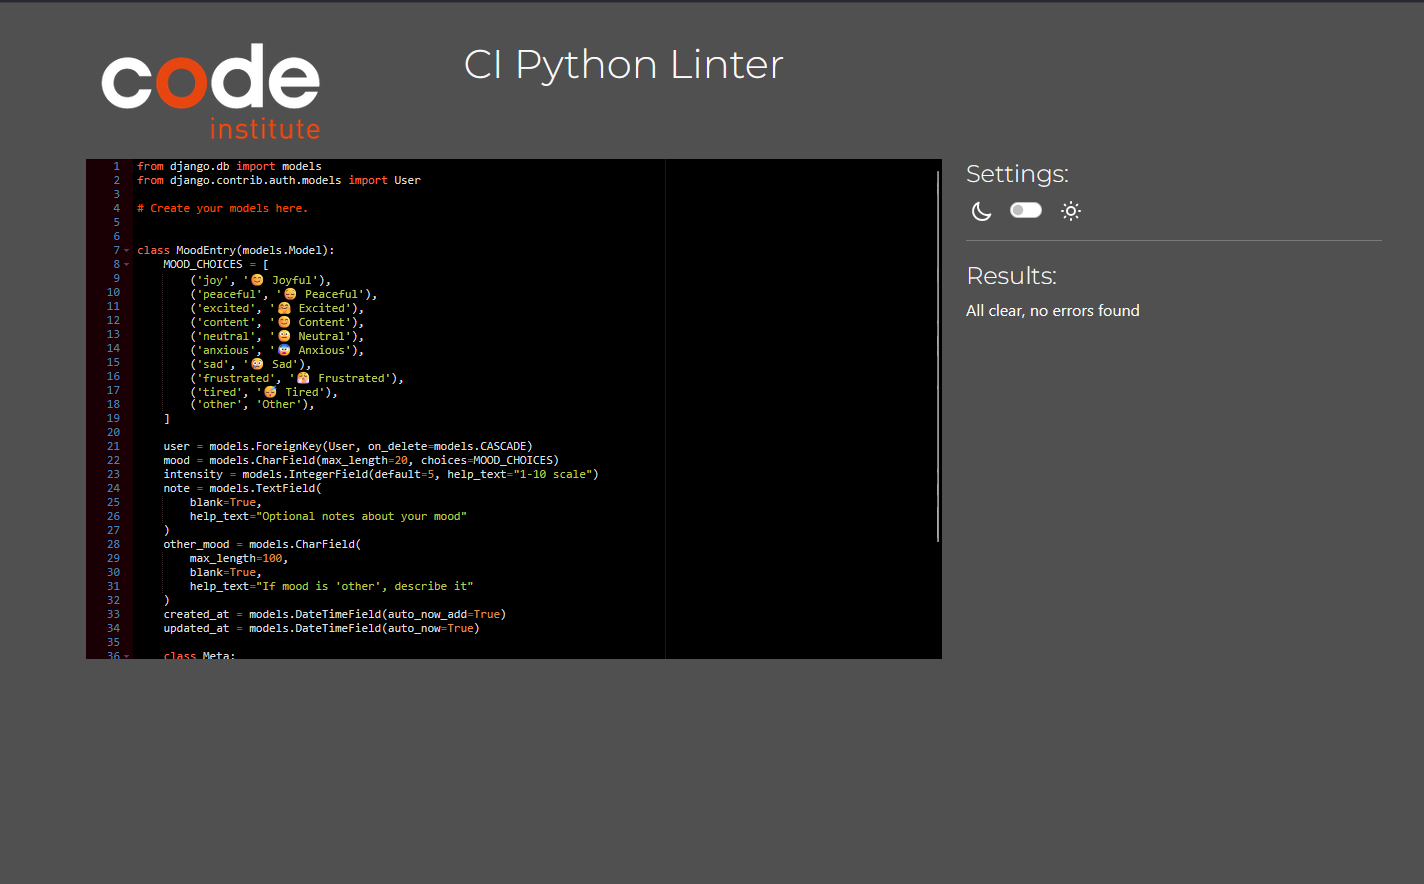 code
institute
CI Python Linter
1 from django.db import models
2 from django.contrib.auth.models import User
3
4 # Create your models here.
5
6
7 class MoodEntry(models.Model):
8 MOOD_CHOICES = [
9 ('joy', '😊 Joyful'),
10 ('peaceful', '😌 Peaceful'),
11 ('excited', '🤗 Excited'),
12 ('content', '😊 Content'),
13 ('neutral', '😐 Neutral'),
14 ('anxious', '😨 Anxious'),
15 ('sad', '😢 Sad'),
16 ('frustrated', '😤 Frustrated'),
17 ('tired', '😴 Tired'),
18 ('other', 'Other'),
19 ]
20
21 user = models.ForeignKey(User, on_delete=models.CASCADE)
22 mood = models.CharField(max_length=20, choices=MOOD_CHOICES)
23 intensity = models.IntegerField(default=5, help_text="1-10 scale")
24 note = models.TextField(
25 blank=True,
26 help_text="Optional notes about your mood"
27 )
28 other_mood = models.CharField(
29 max_length=100,
30 blank=True,
31 help_text="If mood is 'other', describe it"
32 )
33 created_at = models.DateTimeField(auto_now_add=True)
34 updated_at = models.DateTimeField(auto_now=True)
35
36 class Meta:
Settings:
Results:
All clear, no errors found